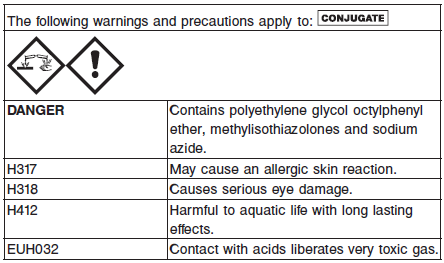 The following warnings and precautions apply to: CONJUGATE
DANGER
Contains polyethylene glycol octylphenyl
ether, methylisothiazolones and sodium
azide.
H317
May cause an allergic skin reaction.
H318
Causes serious eye damage.
H412
Harmful to aquatic life with long lasting
effects.
EUH032
Contact with acids liberates very toxic gas.